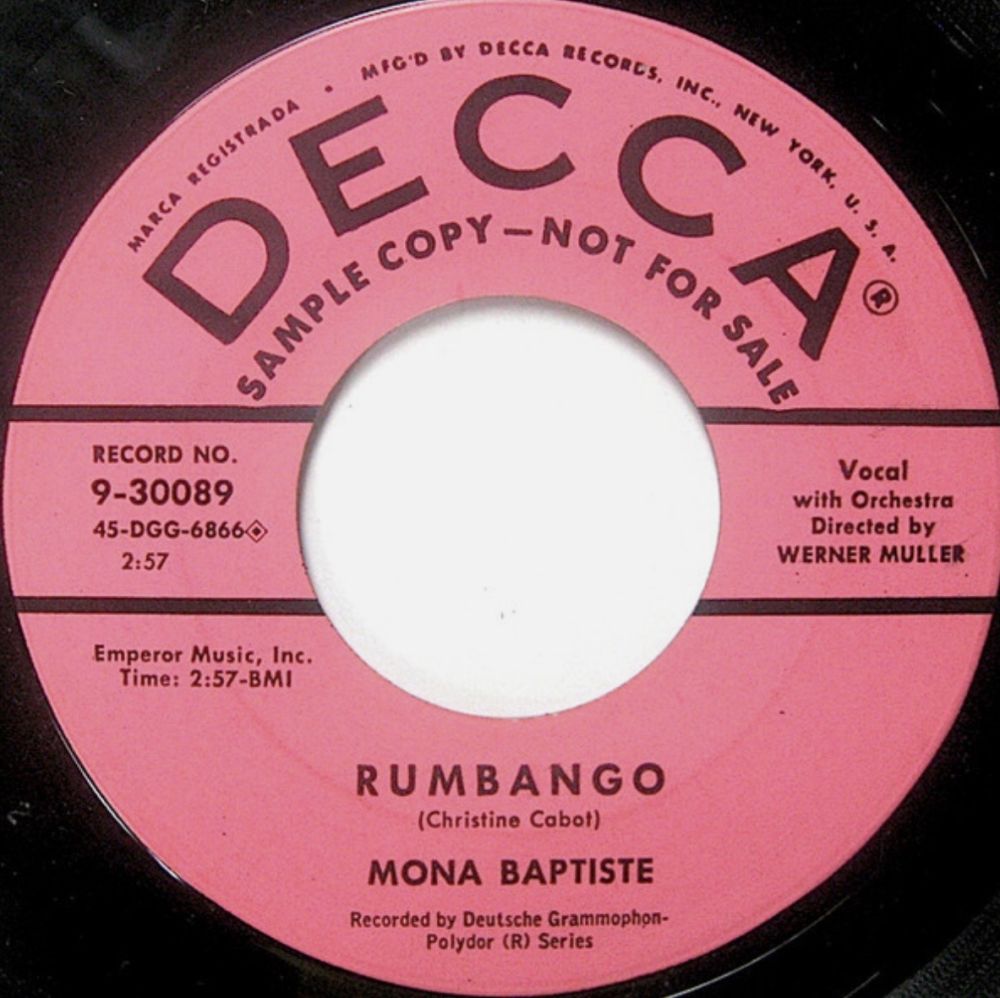 MARCA REGISTRADA • MFG'D BY DECCA RECORDS, INC., NEW YORK, U. S. A.
DECCA®
SAMPLE COPY—NOT FOR SALE
RECORD NO.
9-30089
45-DGG-6866◈
2:57
Vocal
with Orchestra
Directed by
WERNER MULLER
Emperor Music, Inc.
Time: 2:57-BMI
RUMBANGO
(Christine Cabot)
MONA BAPTISTE
Recorded by Deutsche Grammophon-
Polydor (R) Series